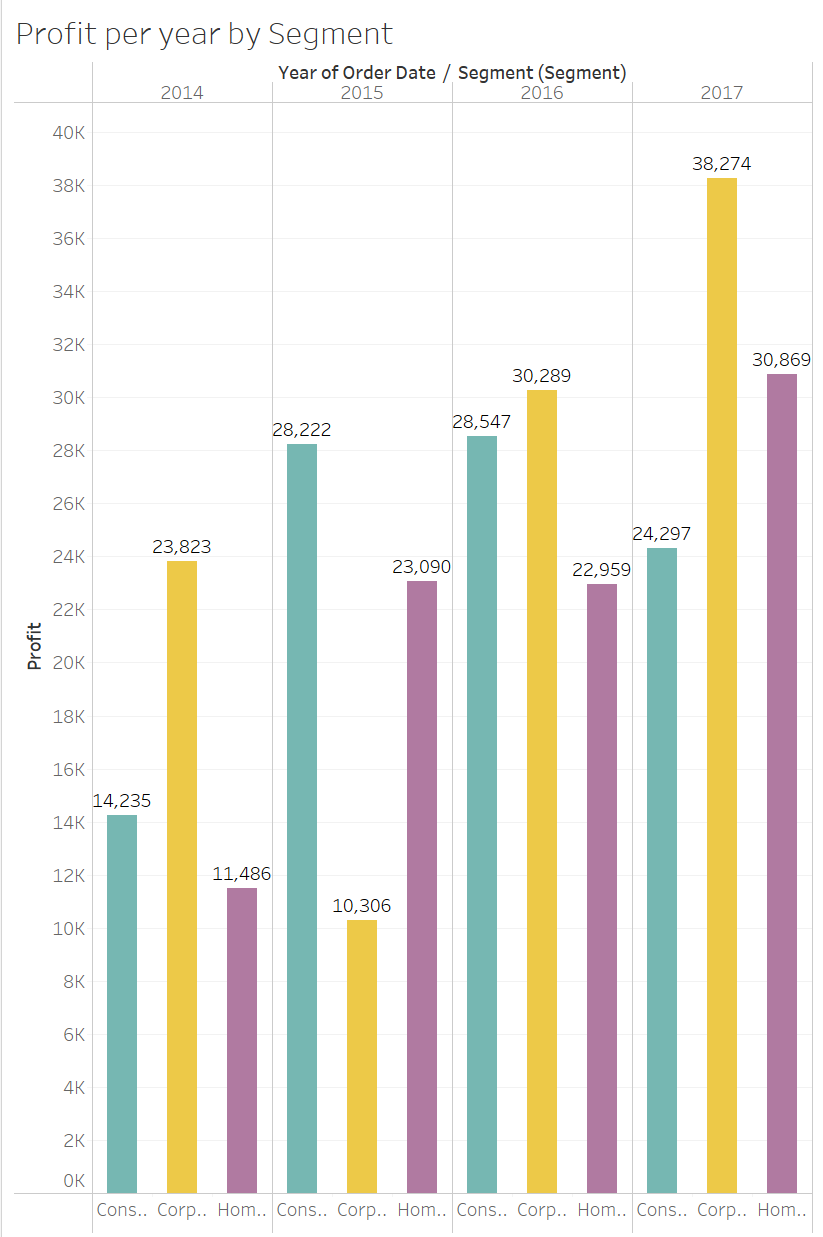 Profit per year by Segment
Year of Order Date / Segment (Segment)
2014 2015 2016 2017
40K
38K
36K
34K
32K
30K
28K
26K
24K
22K
20K
18K
16K
14K
12K
10K
8K
6K
4K
2K
0K
Profit
14,235
23,823
11,486
28,222
10,306
23,090
28,547
30,289
22,959
24,297
38,274
30,869
Cons.. Corp.. Hom.. Cons.. Corp.. Hom.. Cons.. Corp.. Hom.. Cons.. Corp.. Hom..